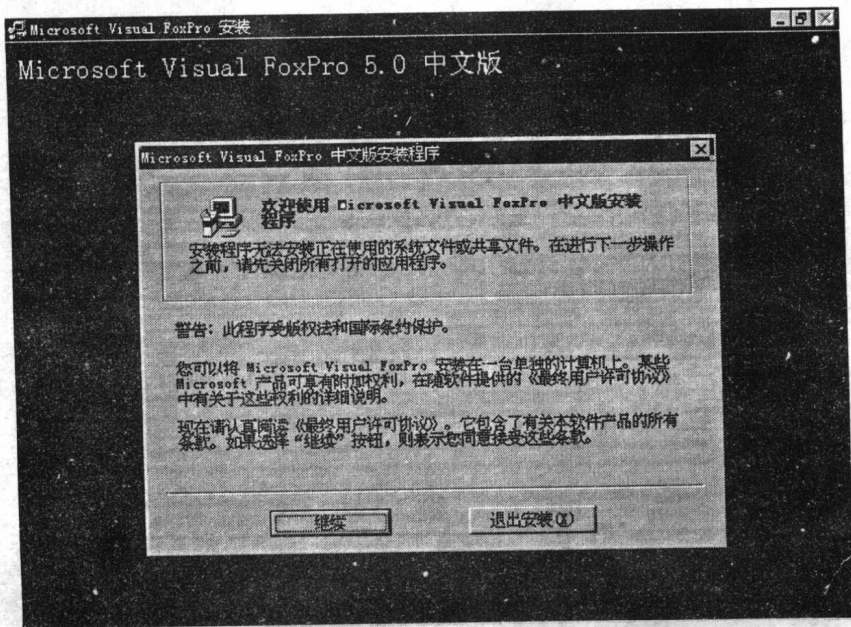 Microsoft Visual FoxPro 安装
Microsoft Visual FoxPro 5.0 中文版
Microsoft Visual FoxPro 中文版安装程序
欢迎使用 Microsoft Visual FoxPro 中文版安装
程序
安装程序无法安装正在使用的系统文件或共享文件。在进行下一步操作
之前，请先关闭所有打开的应用程序。
警告：此程序受版权法和国际条约保护。
您可以将 Microsoft Visual FoxPro 安装在一台单独的计算机上。某些
Microsoft 产品可享有附加权利，在随软件提供的《最终用户许可协议》
中有关于这些权利的详细说明。
现在请认真阅读《最终用户许可协议》。它包含了有关本软件产品的所有
条款。如果选择“继续”按钮，则表示您同意接受这些条款。
继续
退出安装(X)